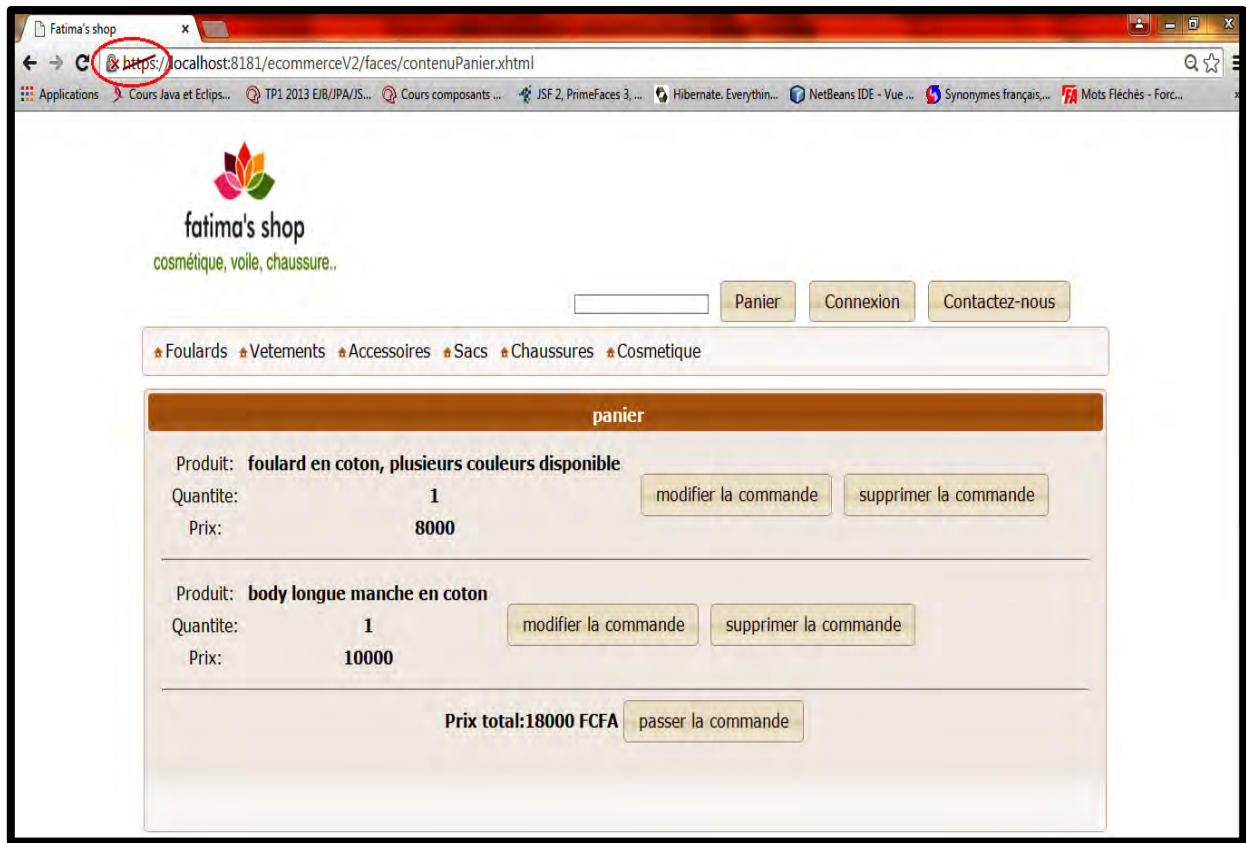 Fatima's shop
https://localhost:8181/ecommerceV2/faces/contenuPanier.xhtml
Applications Cours Java et Eclips... TP1 2013 EJB/JPA/JS... Cours composants ... JSF 2, PrimeFaces 3, ... Hibernate. Everythin... NetBeans IDE - Vue ... Synonymes français,... Mots Fléchés - Forc...
fatima's shop
cosmétique, voile, chaussure..
Panier Connexion Contactez-nous
Foulards Vetements Accessoires Sacs Chaussures Cosmetique
panier
Produit: foulard en coton, plusieurs couleurs disponible
Quantite: 1 modifier la commande supprimer la commande
Prix: 8000
Produit: body longue manche en coton
Quantite: 1 modifier la commande supprimer la commande
Prix: 10000
Prix total:18000 FCFA passer la commande